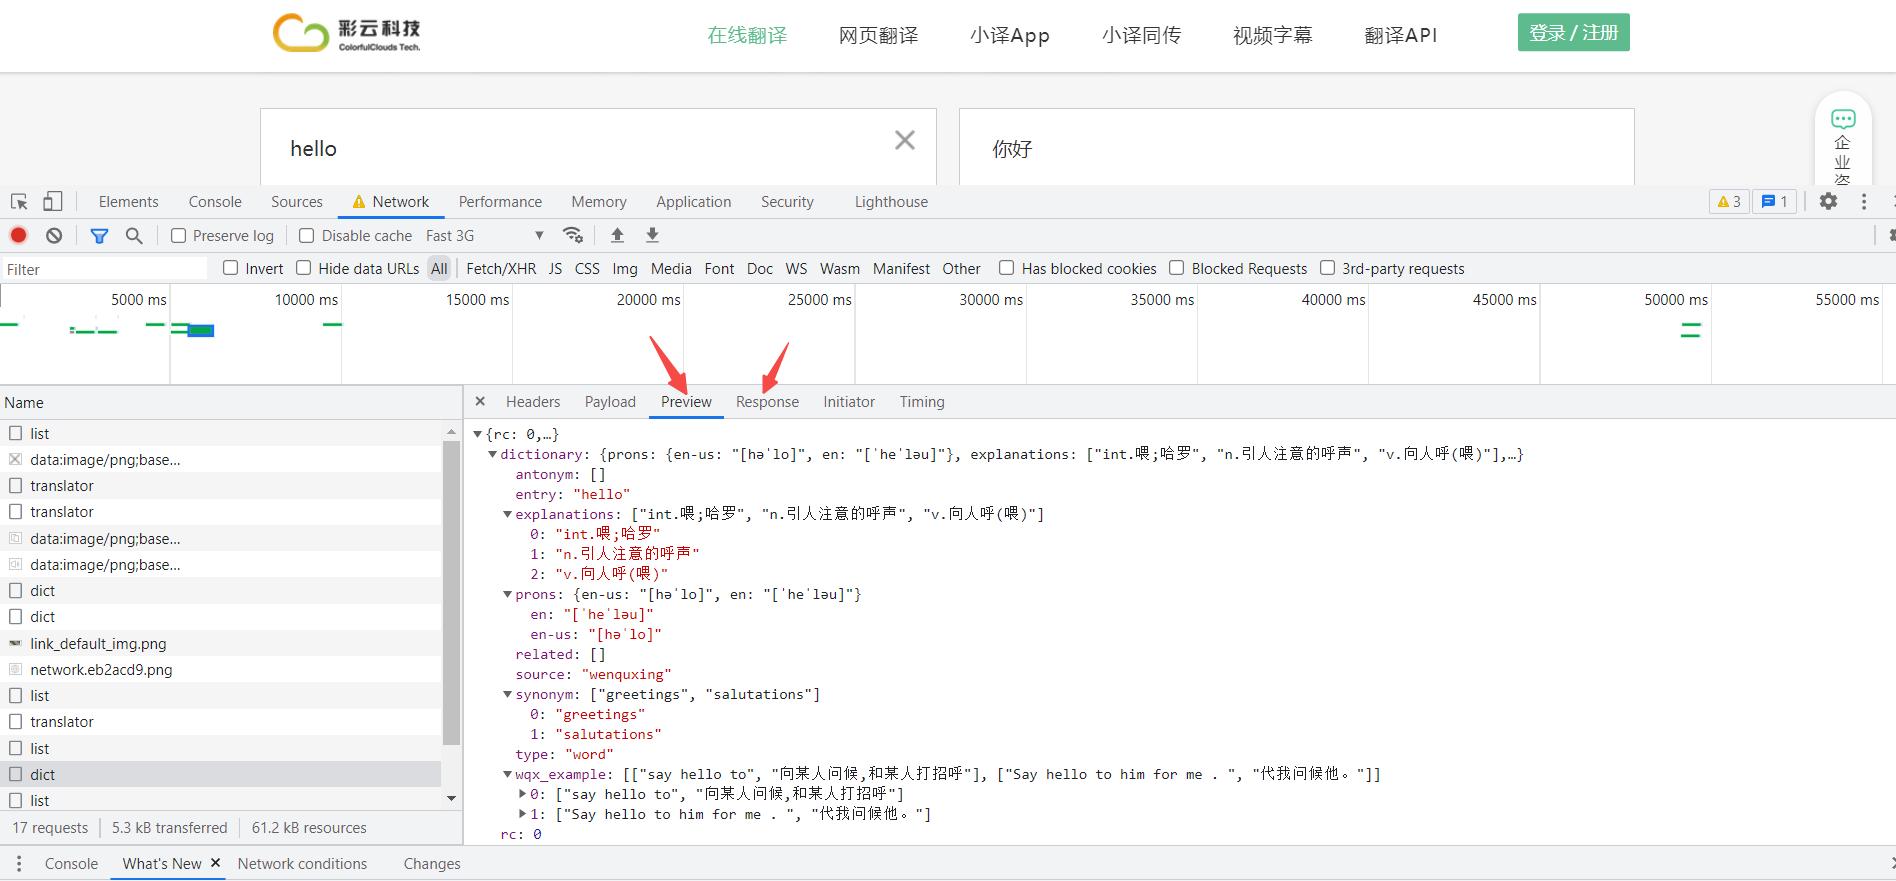 彩云科技
ColorfulClouds Tech.
在线翻译 网页翻译 小译App 小译同传 视频字幕 翻译API 登录 / 注册
hello
你好
企
业
咨
Elements Console Sources Network Performance Memory Application Security Lighthouse 3 1
Preserve log Disable cache Fast 3G
Filter Invert Hide data URLs All Fetch/XHR JS CSS Img Media Font Doc WS Wasm Manifest Other Has blocked cookies Blocked Requests 3rd-party requests
5000 ms 10000 ms 15000 ms 20000 ms 25000 ms 30000 ms 35000 ms 40000 ms 45000 ms 50000 ms 55000 ms
Name
list
data:image/png;base...
translator
translator
data:image/png;base...
data:image/png;base...
dict
dict
link_default_img.png
network.eb2acd9.png
list
translator
list
dict
list
17 requests 5.3 kB transferred 61.2 kB resources
Headers Payload Preview Response Initiator Timing
{rc: 0,…}
dictionary: {prons: {en-us: "[həˈlo]", en: "[ˈheˈləu]"}, explanations: ["int.喂;哈罗", "n.引人注意的呼声", "v.向人呼(喂)"],…}
antonym: []
entry: "hello"
explanations: ["int.喂;哈罗", "n.引人注意的呼声", "v.向人呼(喂)"]
0: "int.喂;哈罗"
1: "n.引人注意的呼声"
2: "v.向人呼(喂)"
prons: {en-us: "[həˈlo]", en: "[ˈheˈləu]"}
en: "[ˈheˈləu]"
en-us: "[həˈlo]"
related: []
source: "wenquxing"
synonym: ["greetings", "salutations"]
0: "greetings"
1: "salutations"
type: "word"
wqx_example: [["say hello to", "向某人问候,和某人打招呼"], ["Say hello to him for me . ", "代我问候他。"]]
0: ["say hello to", "向某人问候,和某人打招呼"]
1: ["Say hello to him for me . ", "代我问候他。"]
rc: 0
Console What's New Network conditions Changes